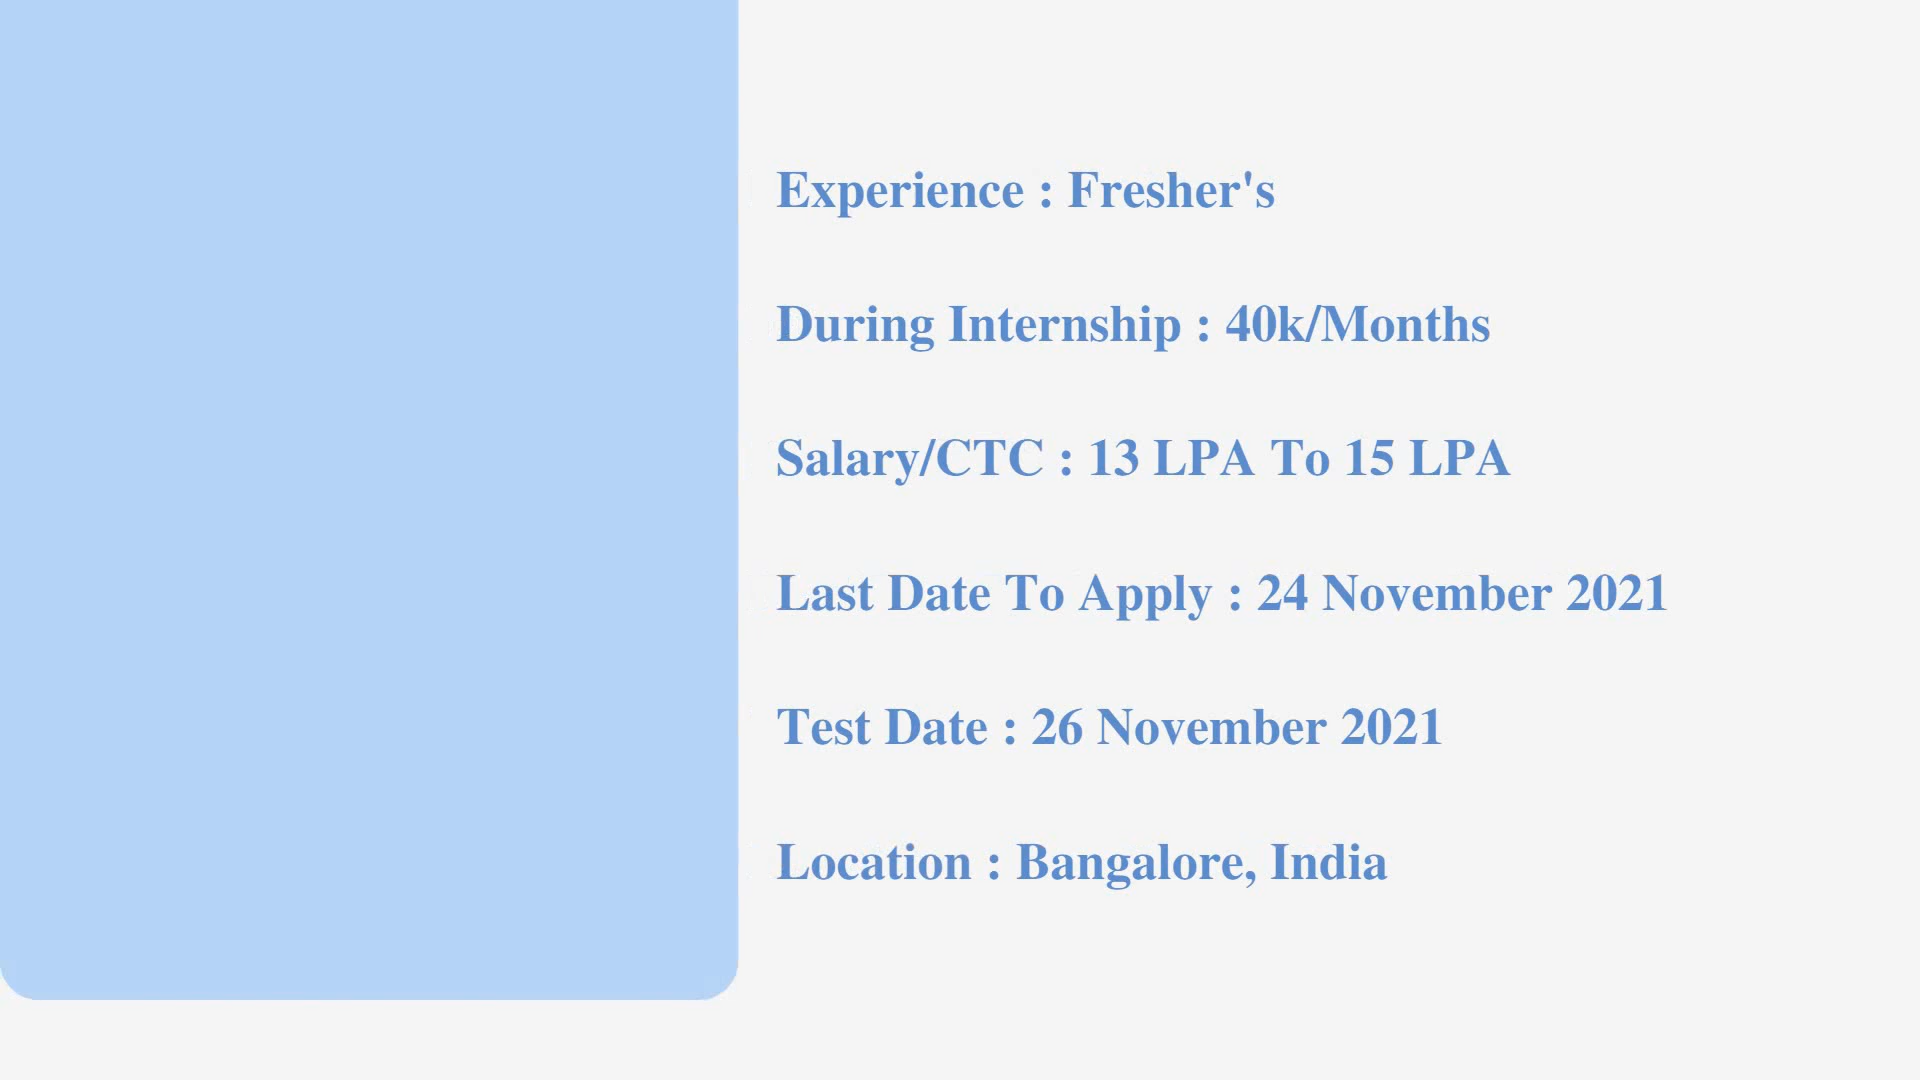 Experience : Fresher's
During Internship : 40k/Months
Salary/CTC : 13 LPA To 15 LPA
Last Date To Apply : 24 November 2021
Test Date : 26 November 2021
Location : Bangalore, India